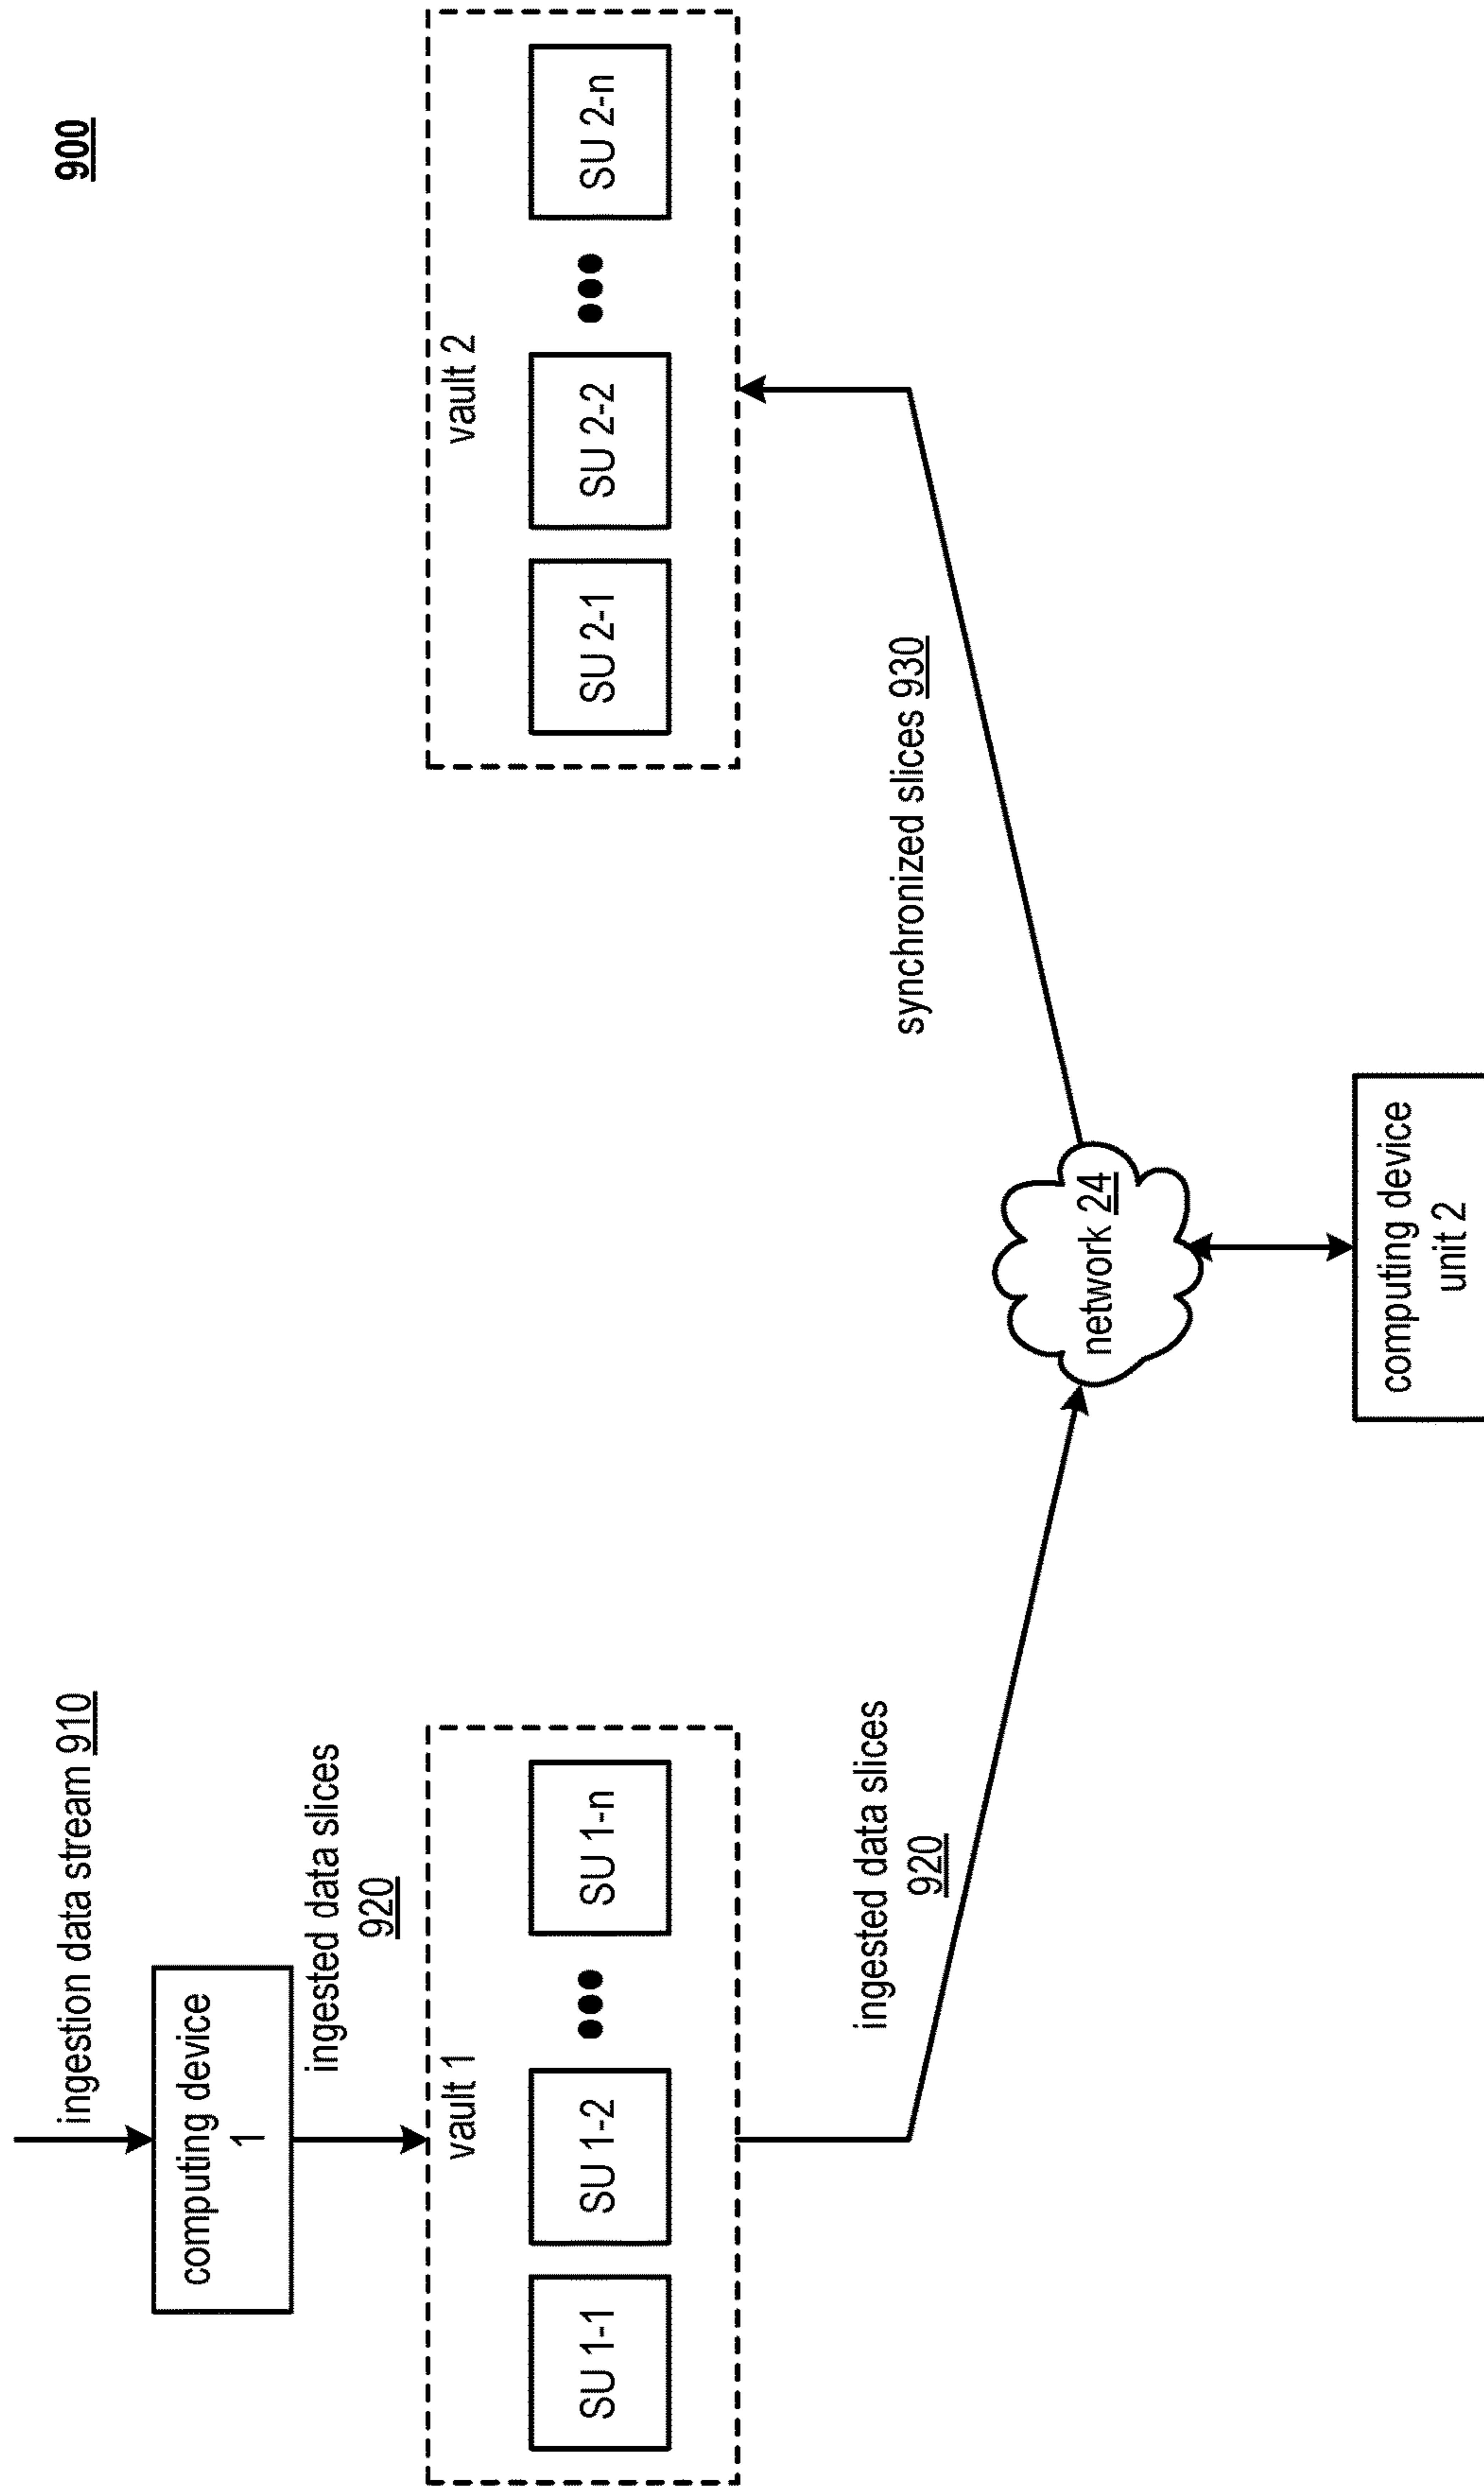 900
ingestion data stream 910
computing device
1
ingested data slices
920
vault 1
SU 1-1
SU 1-2
SU 1-n
vault 2
SU 2-1
SU 2-2
SU 2-n
ingested data slices
920
synchronized slices 930
network 24
computing device
unit 2